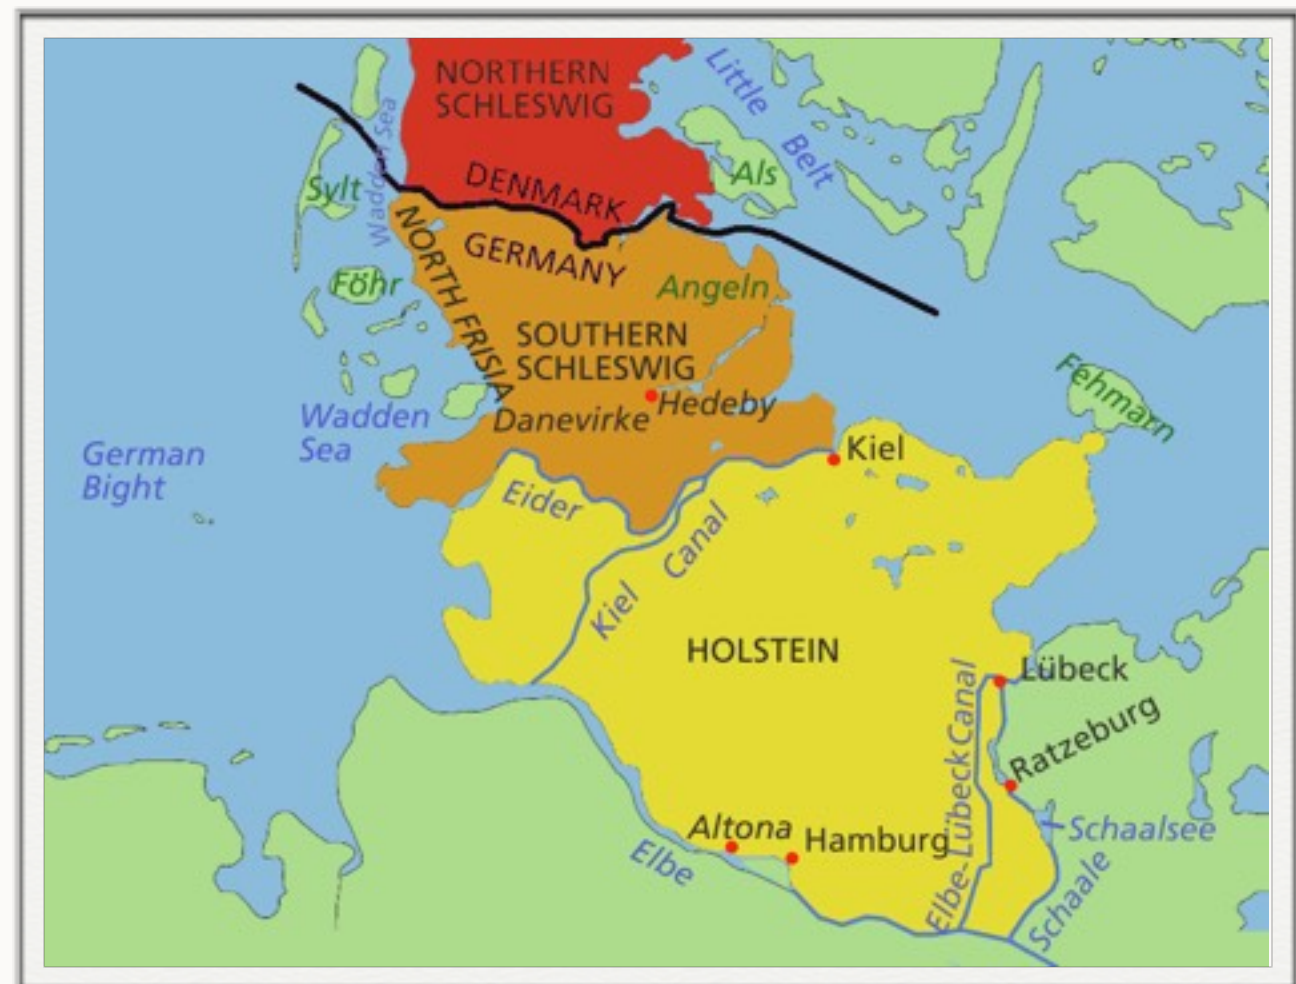 NORTHERN
SCHLESWIG
Little
Belt
Wadden Sea
Sylt
DENMARK
Als
NORTH FRISIA
GERMANY
Föhr
Angeln
SOUTHERN
SCHLESWIG
Fehmarn
Wadden
Sea
Danevirke
Hedeby
German
Bight
Kiel
Eider
Kiel Canal
HOLSTEIN
Lübeck
Elbe-Lübeck Canal
Ratzeburg
Altona
Hamburg
Schaalsee
Elbe
Schaale